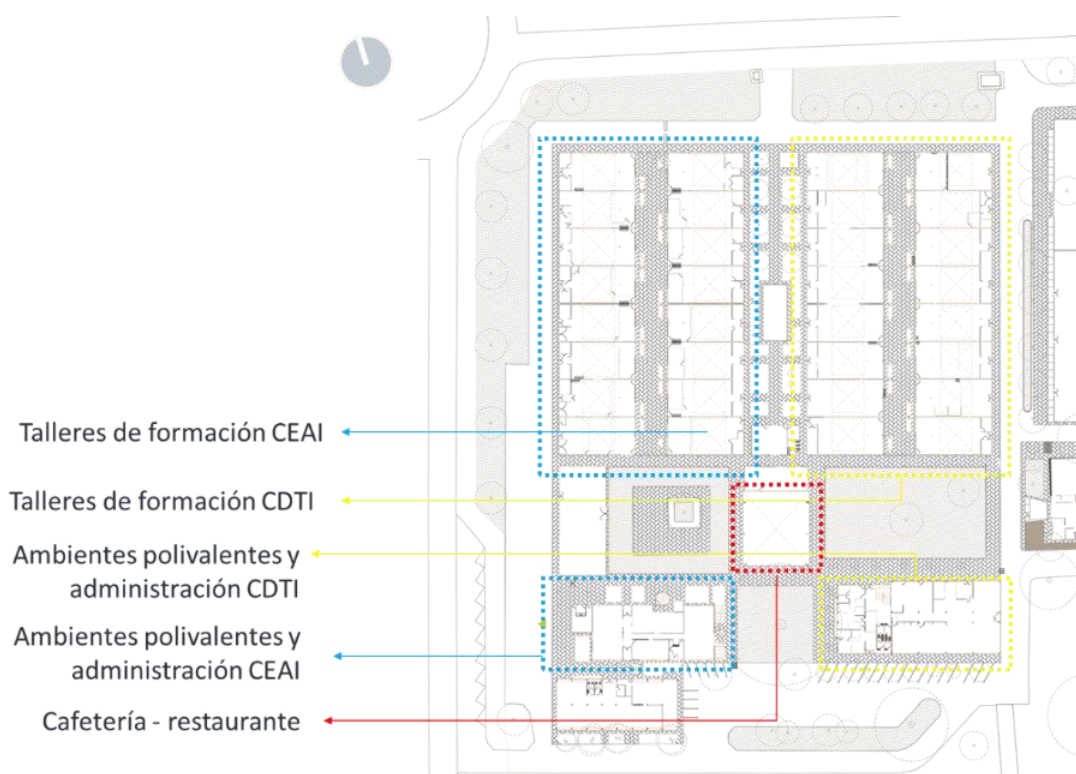 Talleres de formación CEAI
Talleres de formación CDTI
Ambientes polivalentes y
administración CDTI
Ambientes polivalentes y
administración CEAI
Cafetería - restaurante